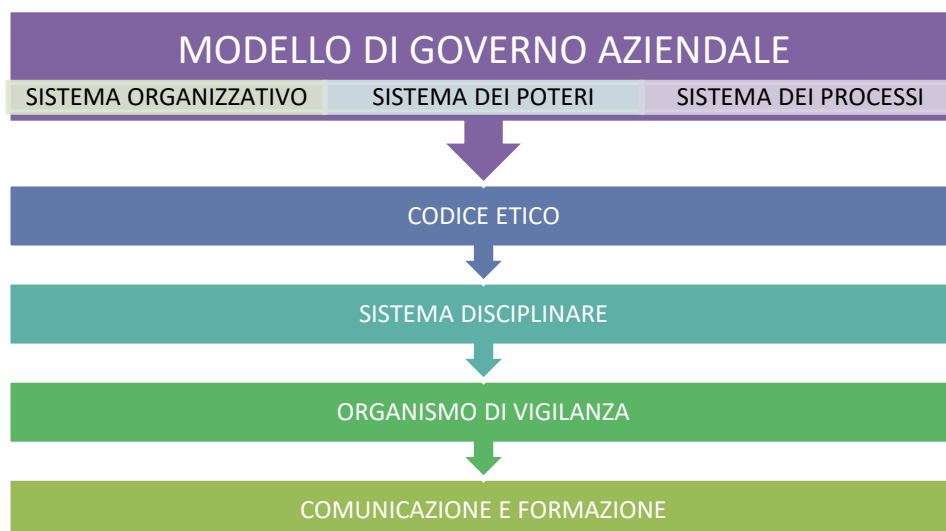 MODELLO DI GOVERNO AZIENDALE
SISTEMA ORGANIZZATIVO SISTEMA DEI POTERI SISTEMA DEI PROCESSI
CODICE ETICO
SISTEMA DISCIPLINARE
ORGANISMO DI VIGILANZA
COMUNICAZIONE E FORMAZIONE